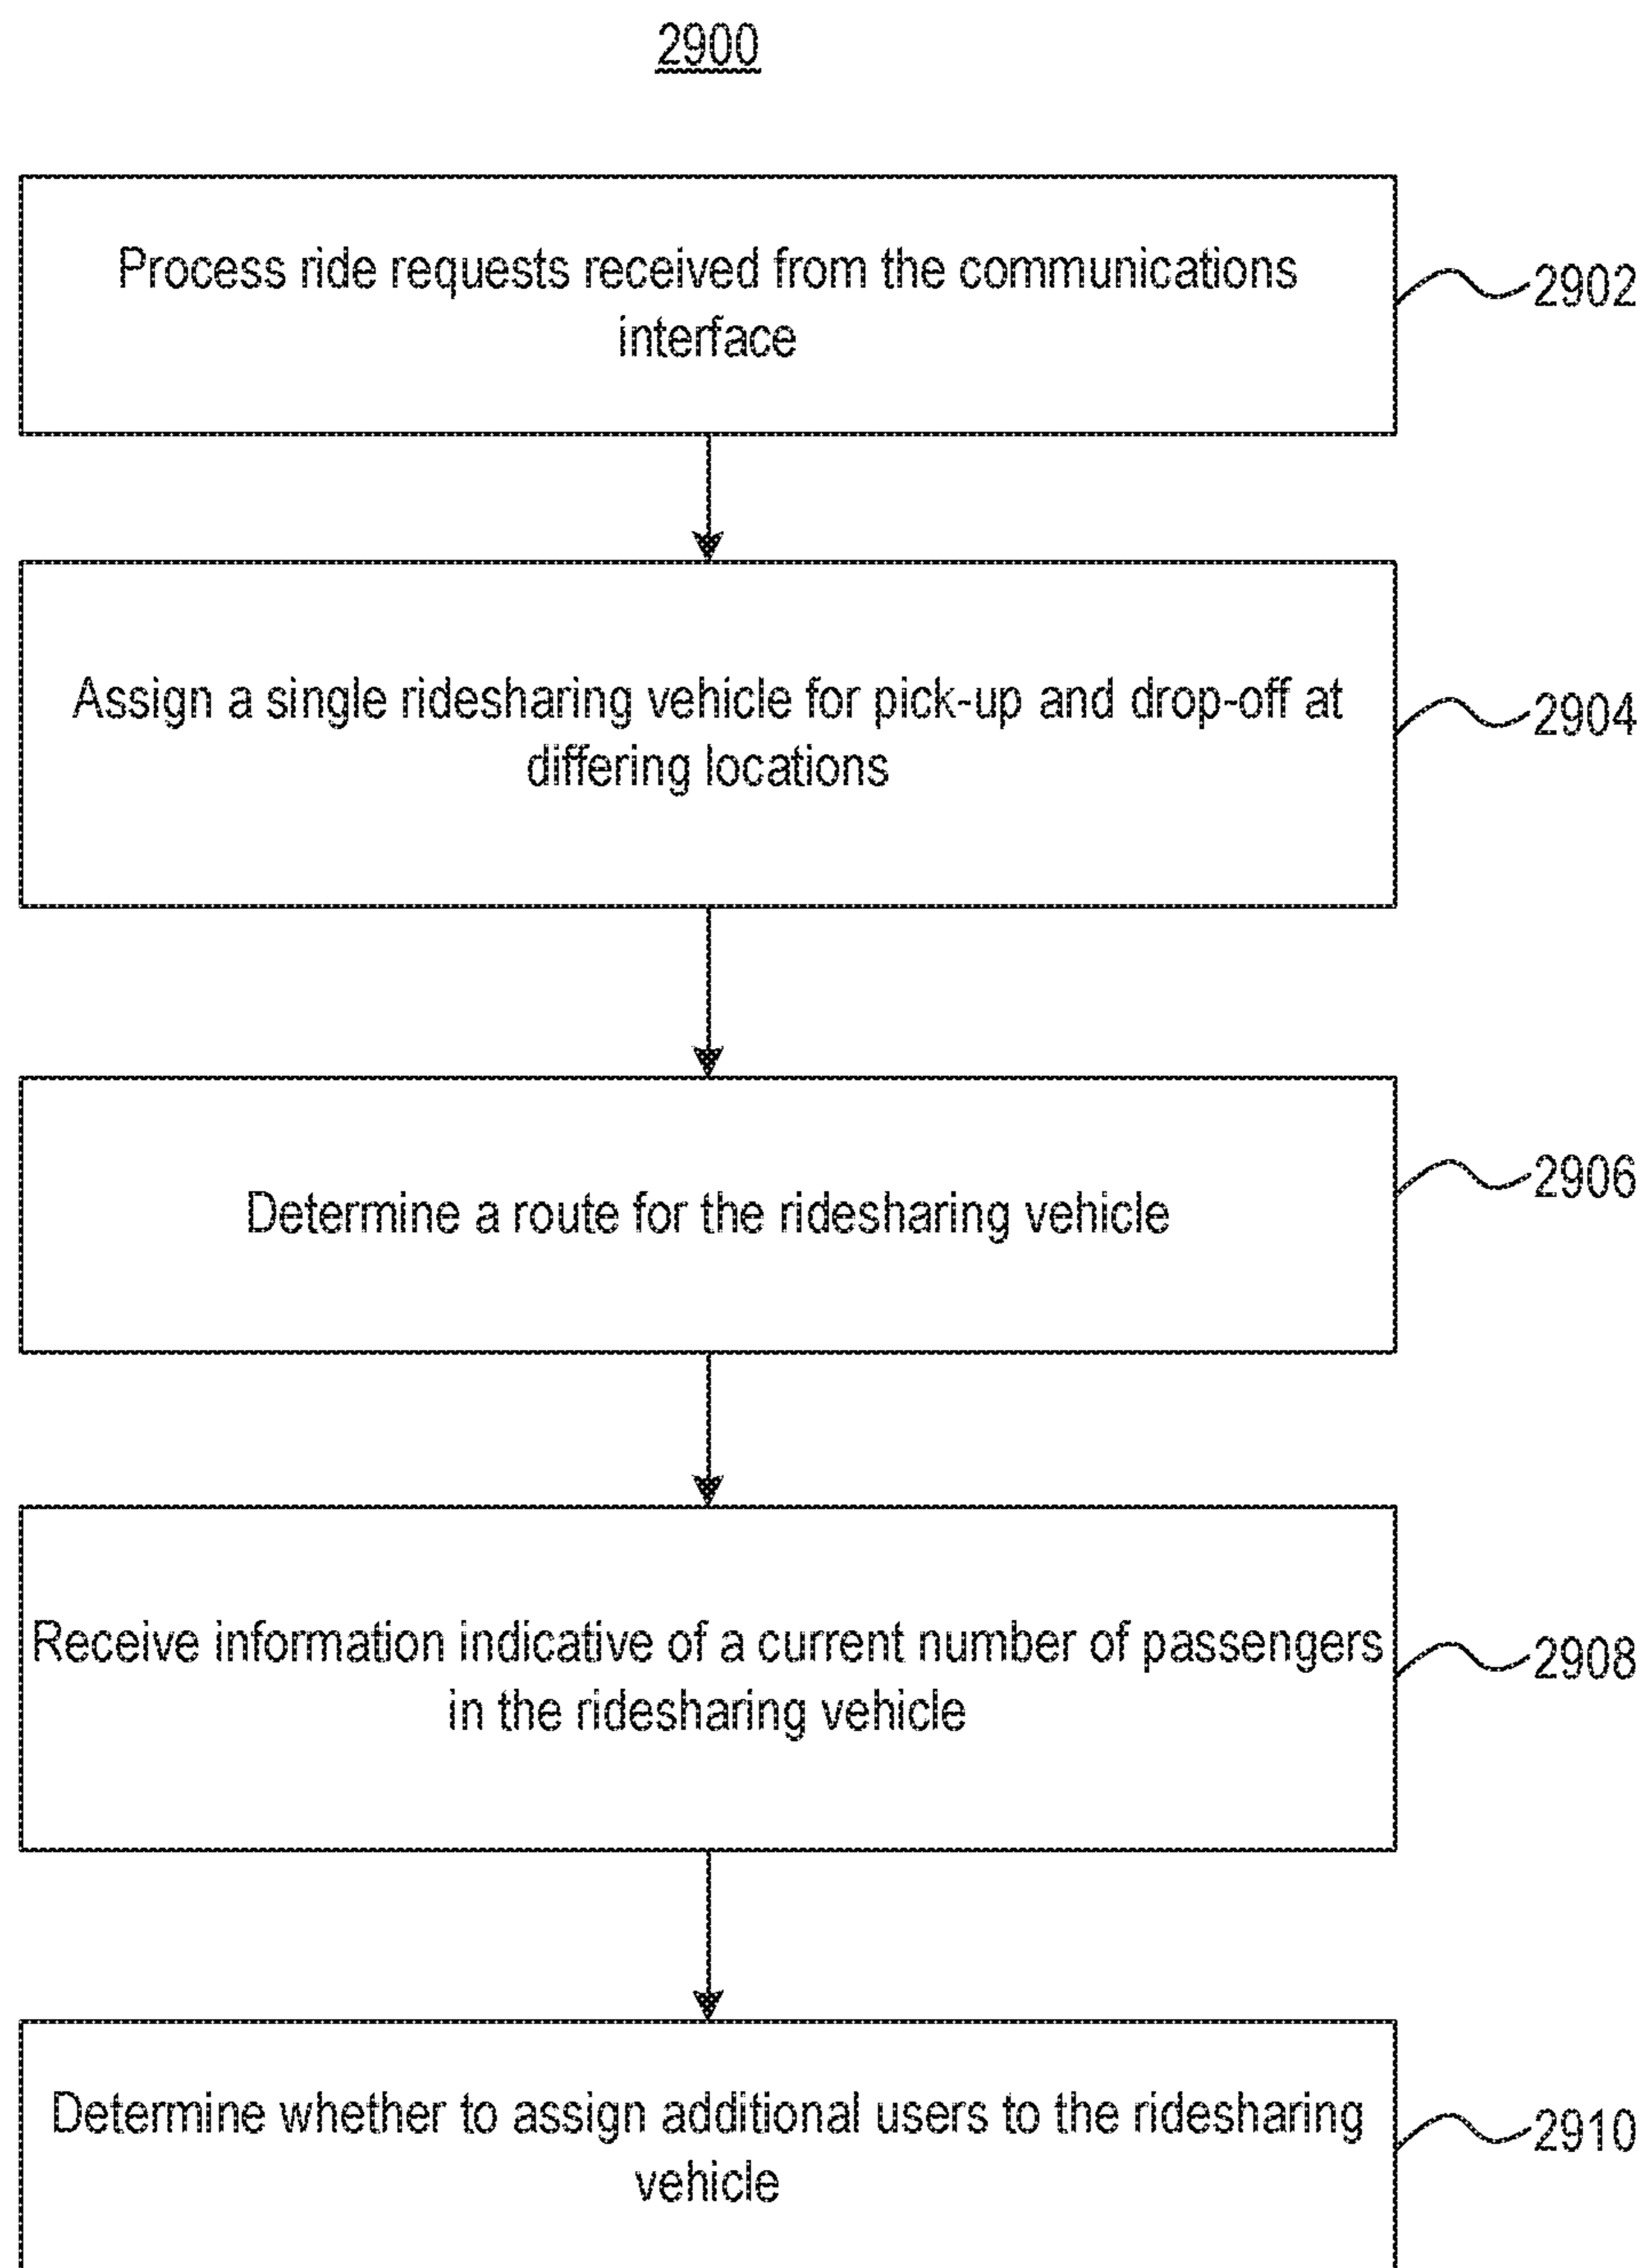 2900
Process ride requests received from the communications
interface
2902
Assign a single ridesharing vehicle for pick-up and drop-off at
differing locations
2904
Determine a route for the ridesharing vehicle
2906
Receive information indicative of a current number of passengers
in the ridesharing vehicle
2908
Determine whether to assign additional users to the ridesharing
vehicle
2910